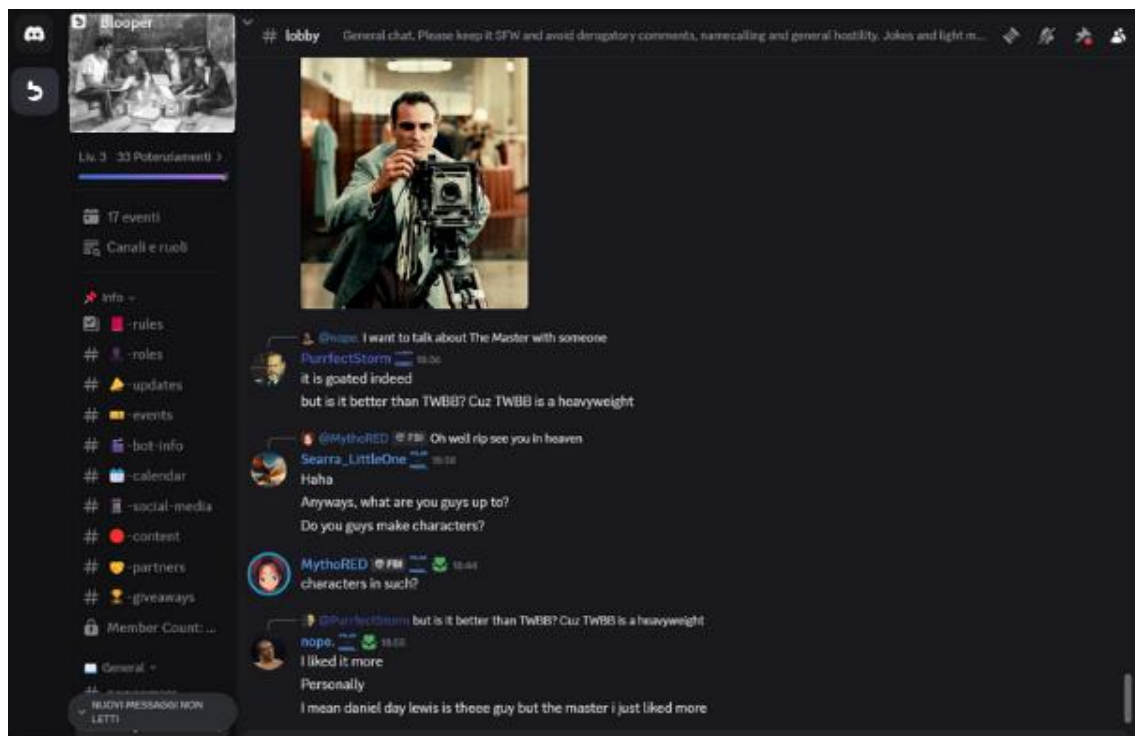 Blooper
Liv. 3 33 Potenziamenti
17 eventi
Canali e ruoli
Info
-rules
-roles
-updates
-events
-bot-info
-calendar
-social-media
-content
-partners
-giveaways
Member Count: ...
General
NUOVI MESSAGGI NON
LETTI
# lobby General chat. Please keep it SFW and avoid derogatory comments, namecalling and general hostility. Jokes and light m...
@nope. I want to talk about The Master with someone
PurrfectStorm
it is goated indeed
but is it better than TWBB? Cuz TWBB is a heavyweight
@MythoRED FBI Oh well rip see you in heaven
Searra_LittleOne
Haha
Anyways, what are you guys up to?
Do you guys make characters?
MythoRED FBI 18:44
characters in such?
@PurrfectStorm but is it better than TWBB? Cuz TWBB is a heavyweight
nope.
I liked it more
Personally
I mean daniel day lewis is theee guy but the master i just liked more